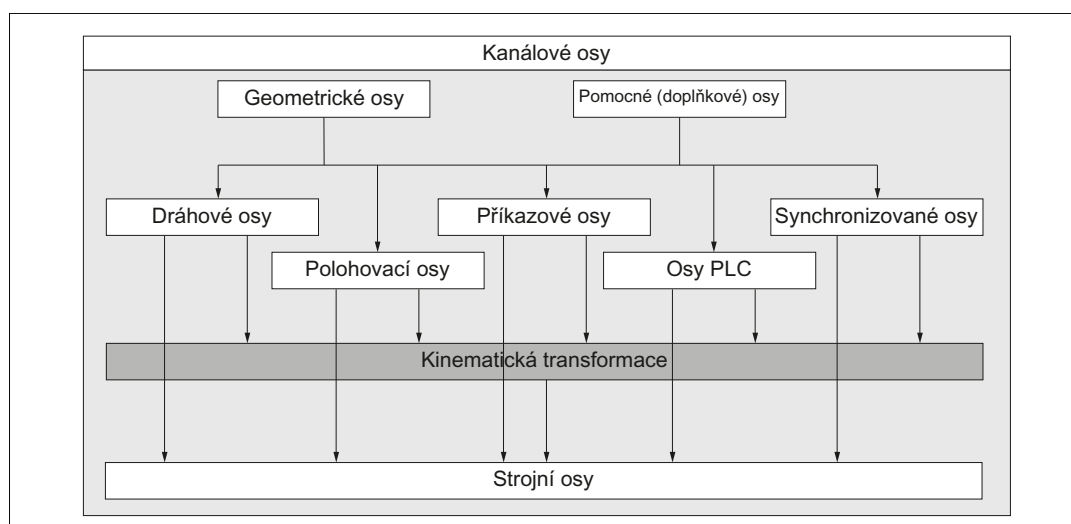 Kanálové osy
Geometrické osy
Pomocné (doplňkové) osy
Dráhové osy
Příkazové osy
Synchronizované osy
Polohovací osy
Osy PLC
Kinematická transformace
Strojní osy